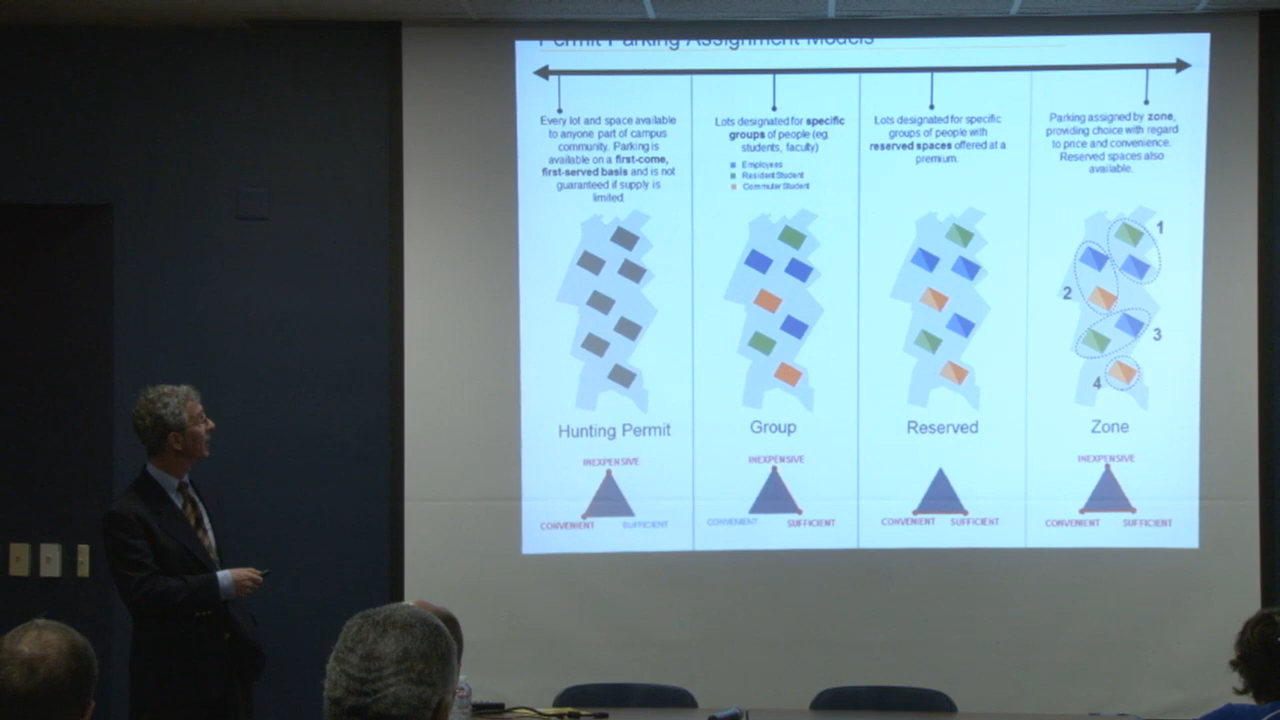 Permit Parking Assignment Models
Every lot and space available
to anyone part of campus
community. Parking is
available on a first-come,
first-served basis and is not
guaranteed if supply is
limited.
Hunting Permit
INEXPENSIVE
CONVENIENT SUFFICIENT
Lots designated for specific
groups of people (eg.
students, faculty)
Employees
Resident Student
Commuter Student
Group
INEXPENSIVE
CONVENIENT SUFFICIENT
Lots designated for specific
groups of people with
reserved spaces offered at a
premium.
Reserved
CONVENIENT SUFFICIENT
Parking assigned by zone,
providing choice with regard
to price and convenience.
Reserved spaces also
available.
1
2
3
4
Zone
INEXPENSIVE
CONVENIENT SUFFICIENT